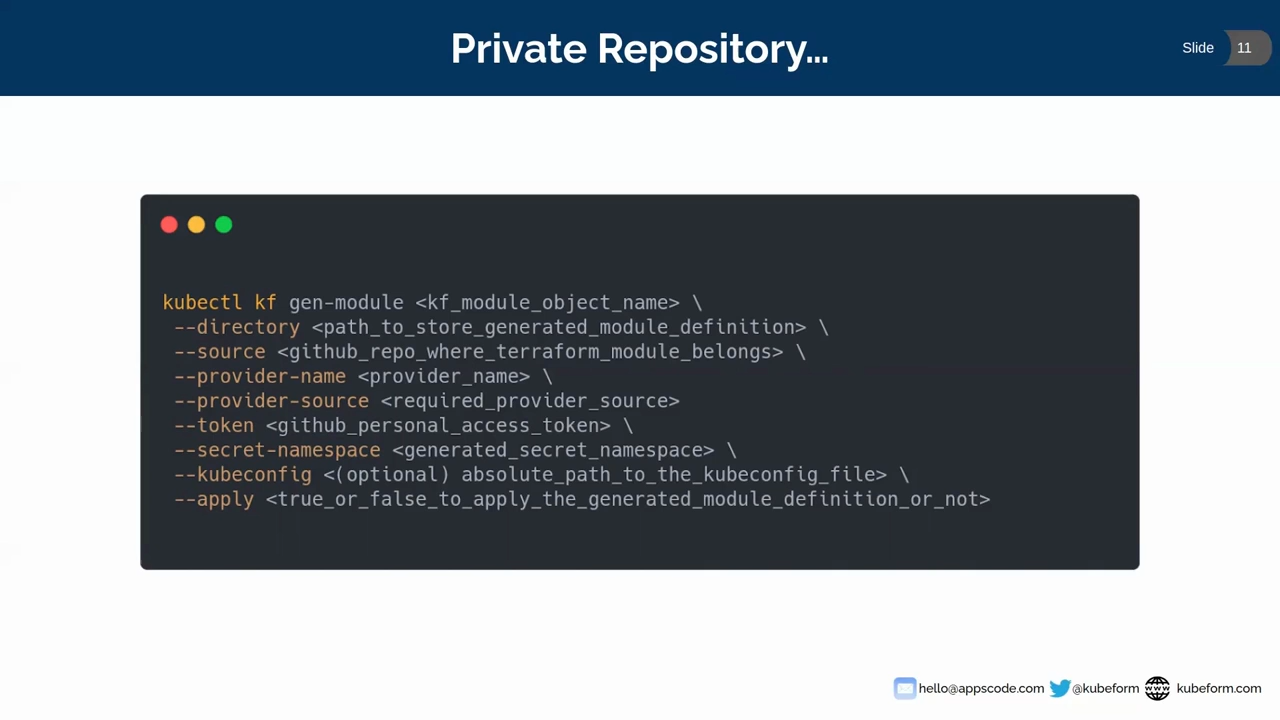 Private Repository...
Slide 11
kubectl kf gen-module <kf_module_object_name> \
--directory <path_to_store_generated_module_definition> \
--source <github_repo_where_terraform_module_belongs> \
--provider-name <provider_name> \
--provider-source <required_provider_source>
--token <github_personal_access_token> \
--secret-namespace <generated_secret_namespace> \
--kubeconfig <(optional) absolute_path_to_the_kubeconfig_file> \
--apply <true_or_false_to_apply_the_generated_module_definition_or_not>
hello@appscode.com @kubeform www kubeform.com